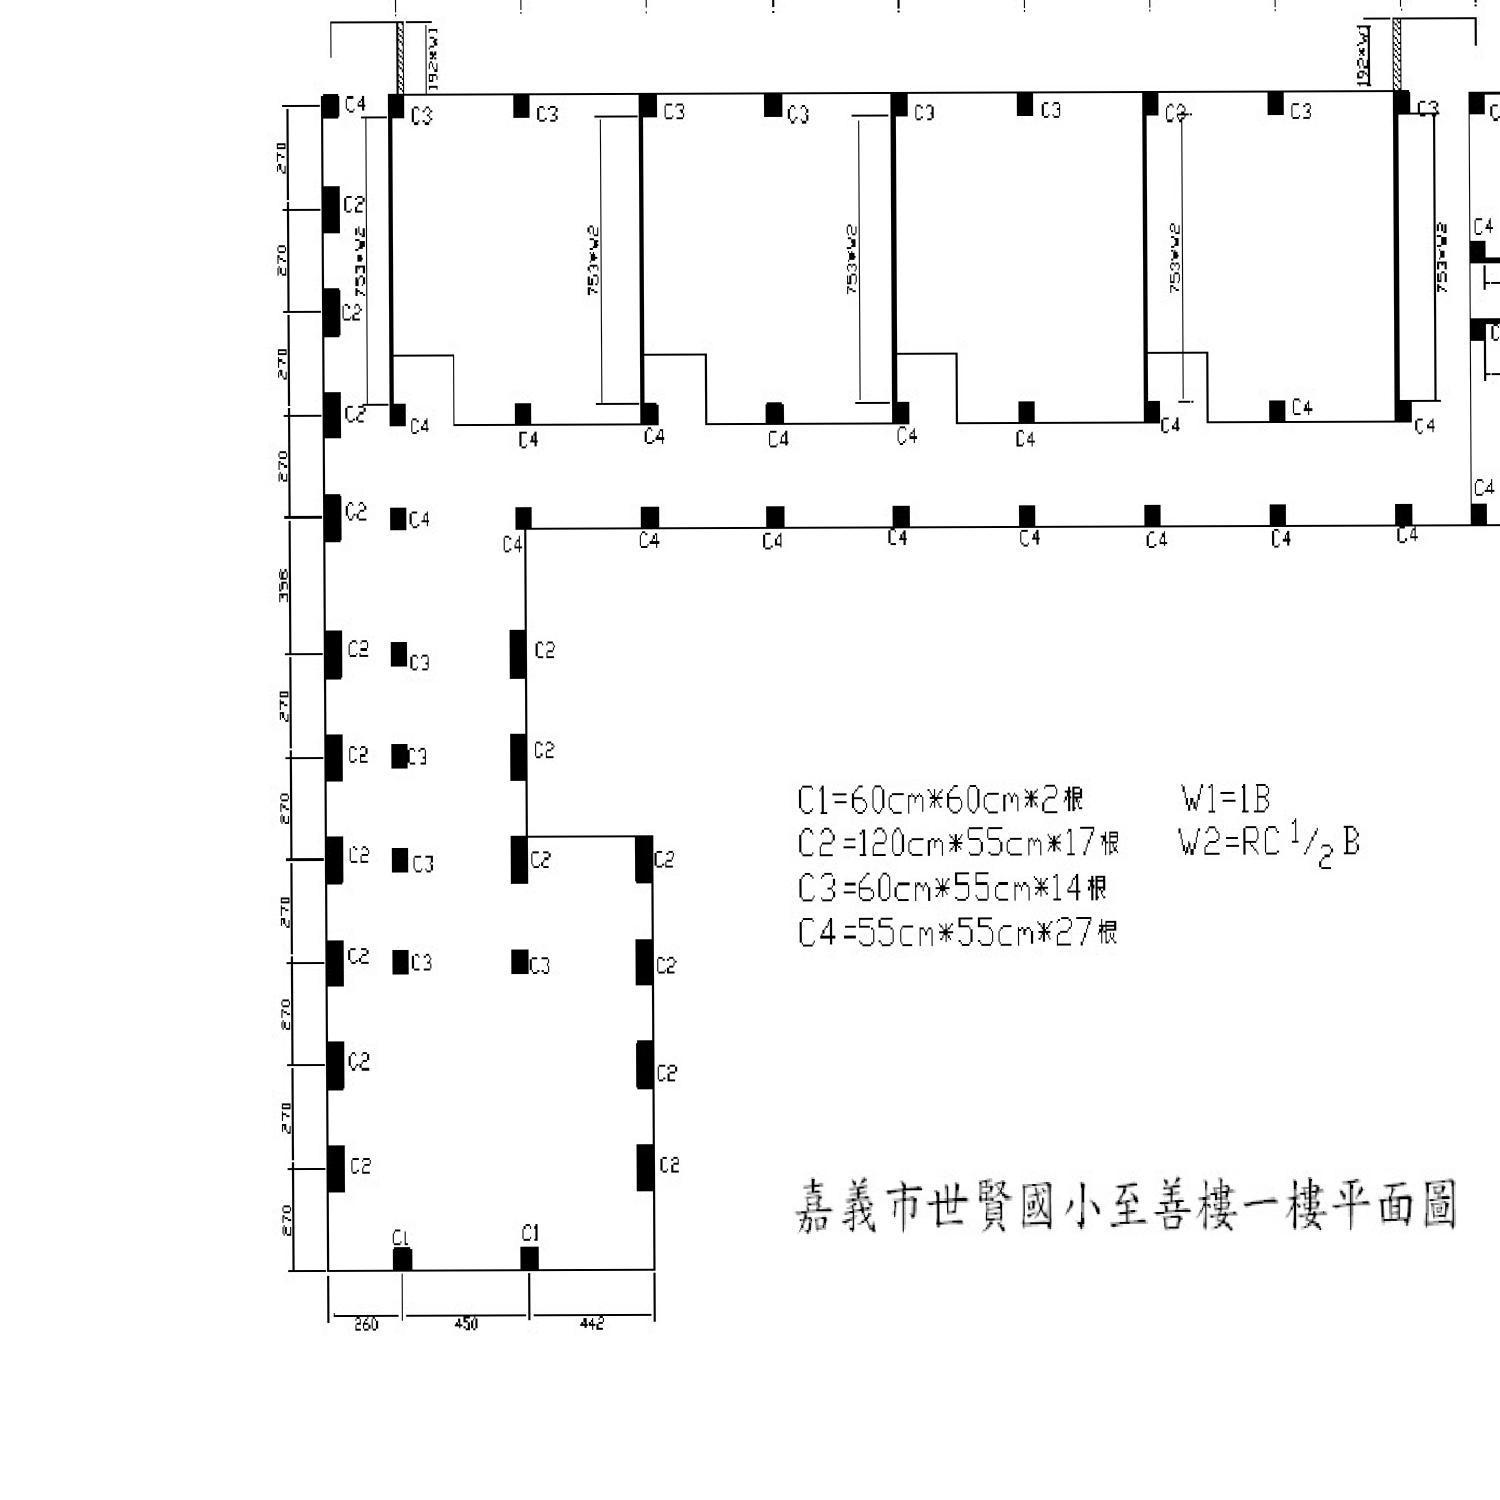 192*W1 192*W1
C4 C3 C3 C3 C3 C3 C3 C3 C3 C3
270
C2
C4
270
753*W2 753*W2 753*W2 753*W2 753*W2
C2
270
C2 C4 C4 C4 C4 C4 C4 C4 C4 C4
270
C4
C2 C4 C4 C4 C4 C4 C4 C4 C4 C4
C2 C3 C2
270
C2 C3 C2
C1=60cm*60cm*2根 W1=1B
270
C2=120cm*55cm*17根 W2=RC 1/2 B
C2 C3 C2 C2
C3=60cm*55cm*14根
270
C4=55cm*55cm*27根
C2 C3 C3 C2
270
C2 C2
270
C2 C2
嘉義市世賢國小至善樓一樓平面圖
270
C1 C1
260 450 442